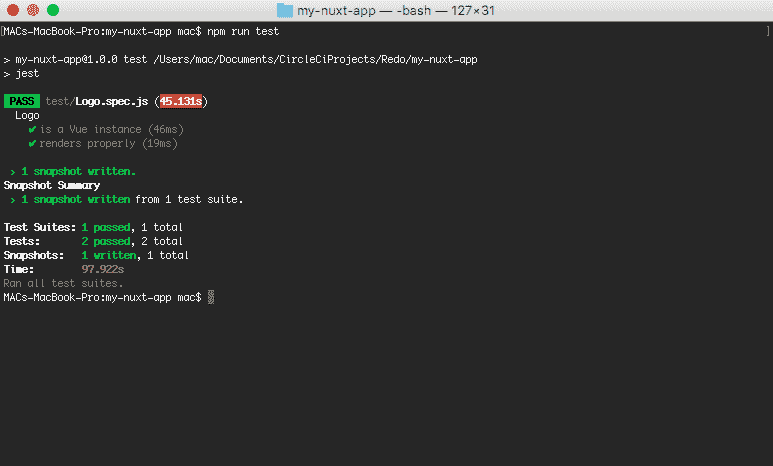 my-nuxt-app — -bash — 127×31
[MACs-MacBook-Pro:my-nuxt-app mac$ npm run test ]
> my-nuxt-app@1.0.0 test /Users/mac/Documents/CircleCiProjects/Redo/my-nuxt-app
> jest
PASS test/Logo.spec.js (45.131s)
Logo
✔ is a Vue instance (46ms)
✔ renders properly (19ms)
› 1 snapshot written.
Snapshot Summary
› 1 snapshot written from 1 test suite.
Test Suites: 1 passed, 1 total
Tests: 2 passed, 2 total
Snapshots: 1 written, 1 total
Time: 97.922s
Ran all test suites.
MACs-MacBook-Pro:my-nuxt-app mac$